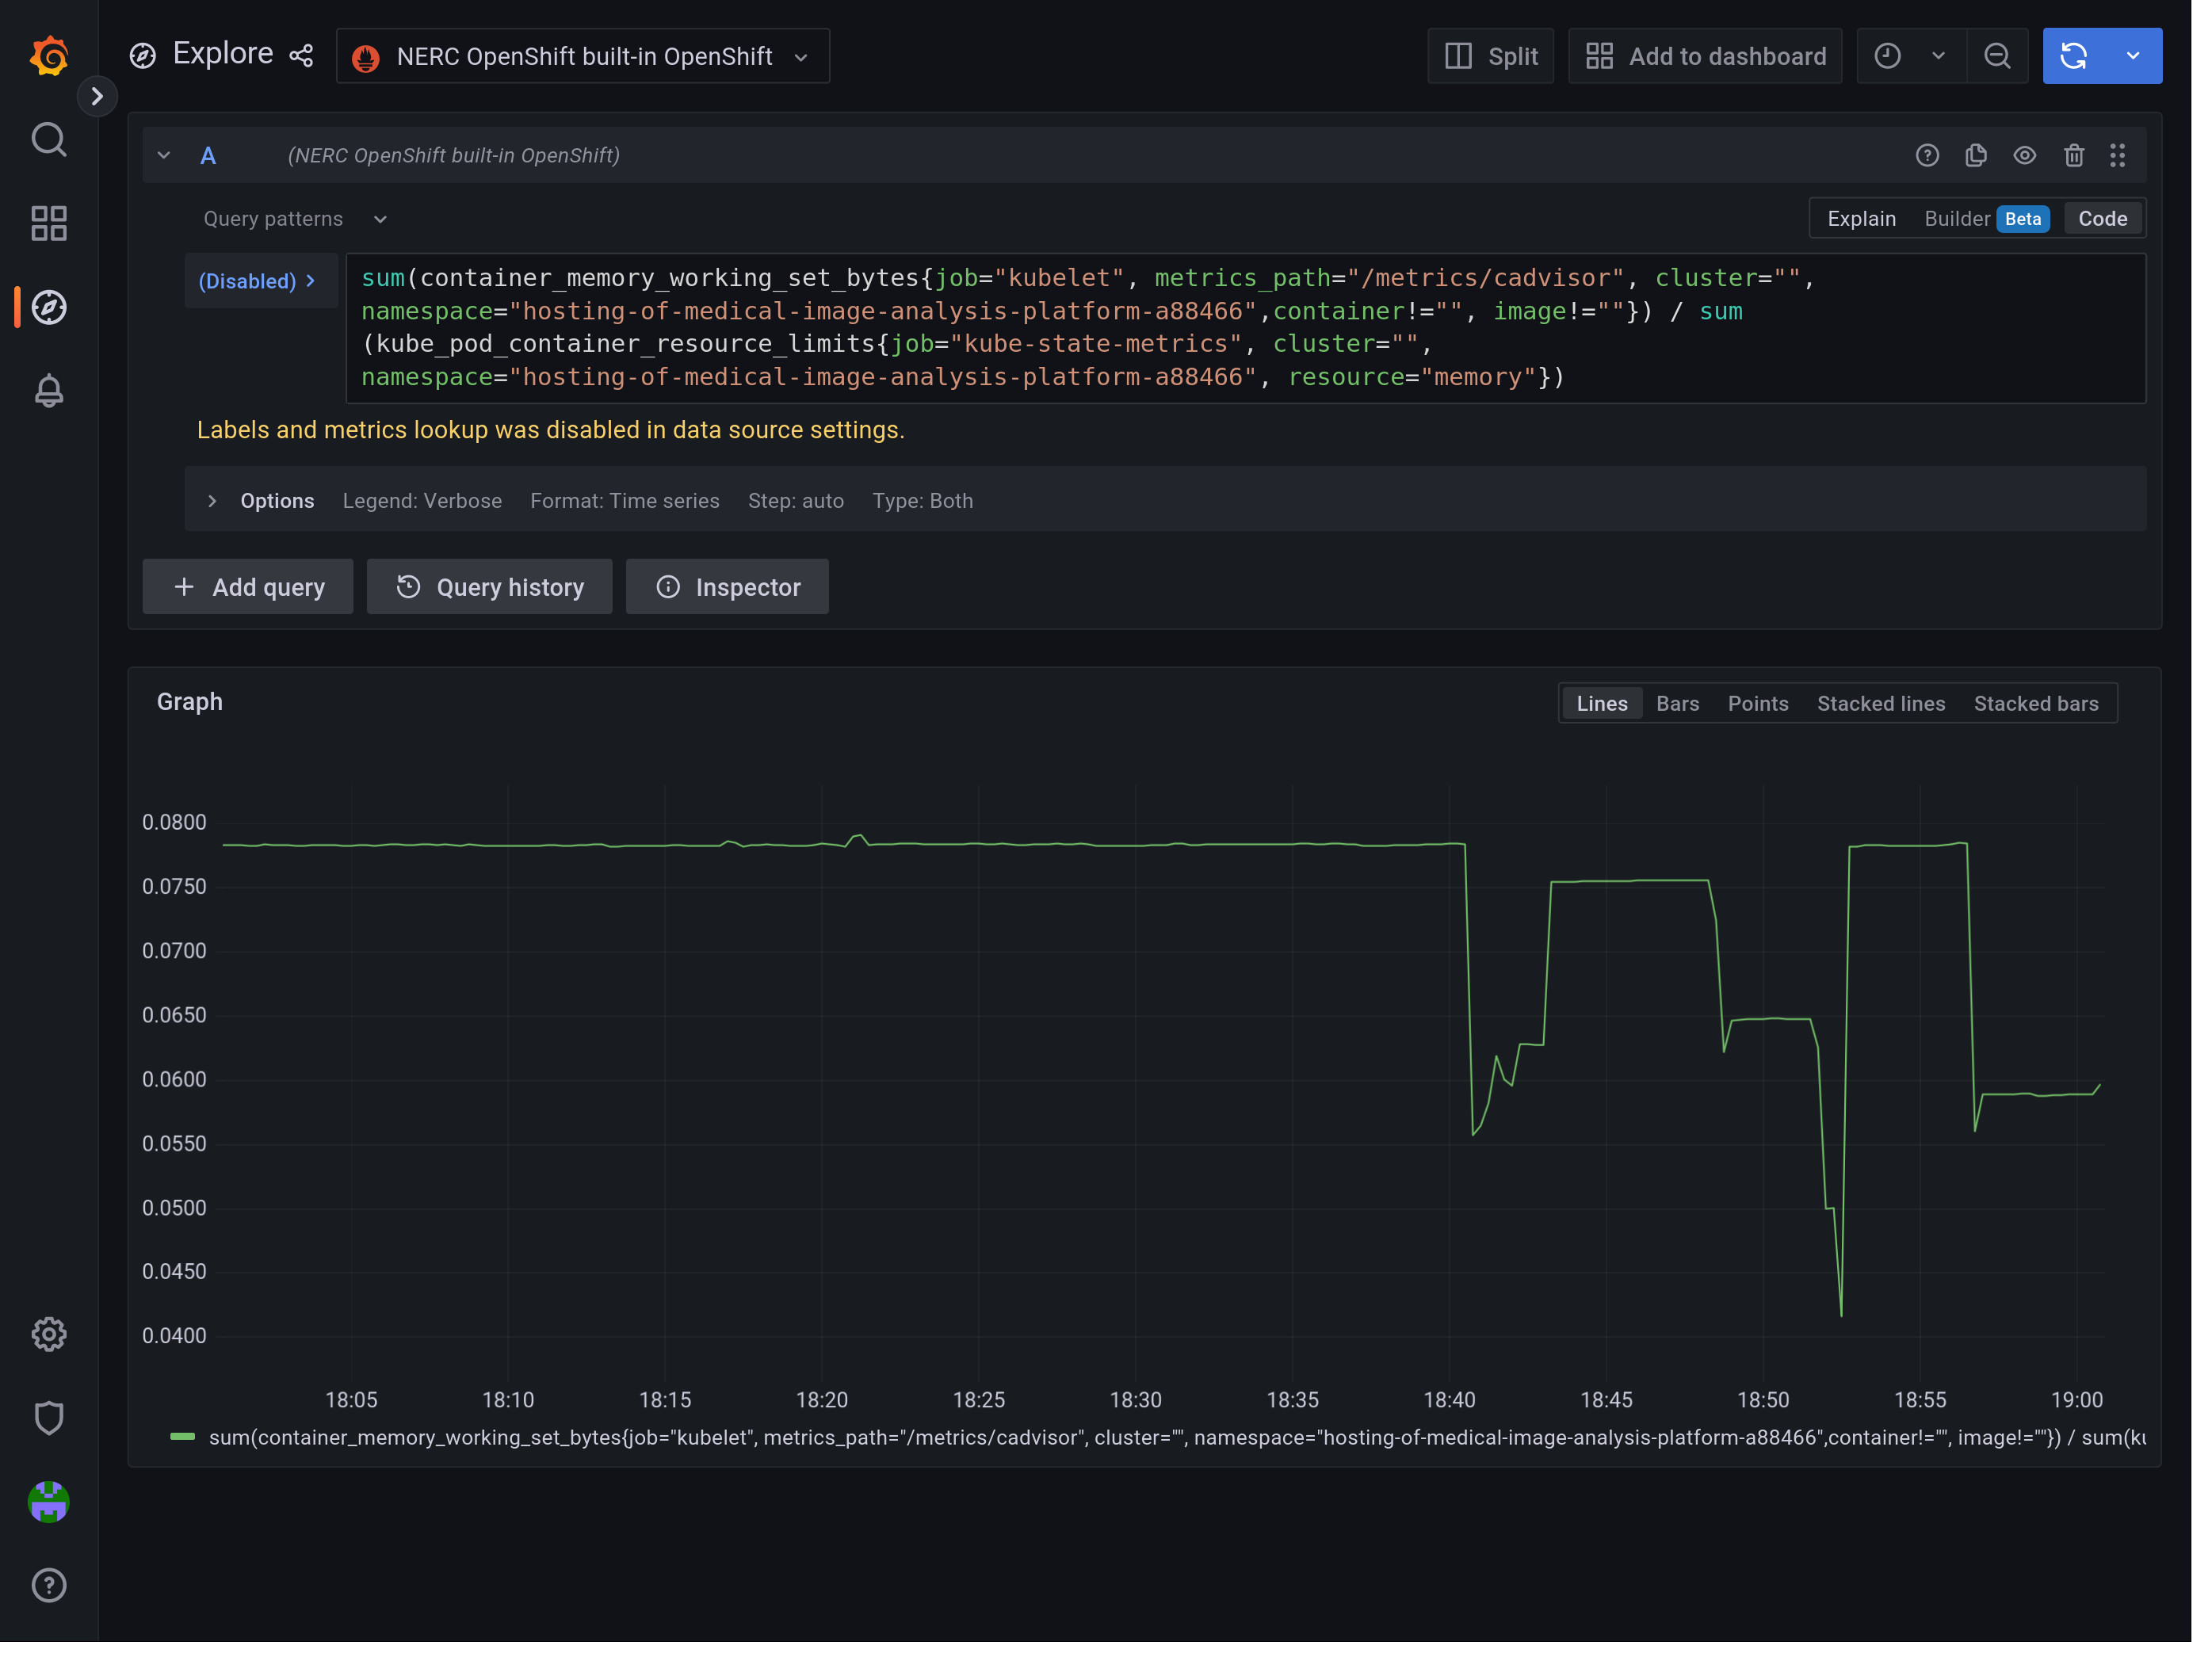 Explore
NERC OpenShift built-in OpenShift
Split
Add to dashboard
A
(NERC OpenShift built-in OpenShift)
Query patterns
Explain
Builder
Beta
Code
(Disabled)
sum(container_memory_working_set_bytes{job="kubelet", metrics_path="/metrics/cadvisor", cluster="",
namespace="hosting-of-medical-image-analysis-platform-a88466",container!="", image!=""}) / sum
(kube_pod_container_resource_limits{job="kube-state-metrics", cluster="",
namespace="hosting-of-medical-image-analysis-platform-a88466", resource="memory"})
Labels and metrics lookup was disabled in data source settings.
Options
Legend: Verbose
Format: Time series
Step: auto
Type: Both
Add query
Query history
Inspector
Graph
Lines
Bars
Points
Stacked lines
Stacked bars
0.0800
0.0750
0.0700
0.0650
0.0600
0.0550
0.0500
0.0450
0.0400
18:05
18:10
18:15
18:20
18:25
18:30
18:35
18:40
18:45
18:50
18:55
19:00
sum(container_memory_working_set_bytes{job="kubelet", metrics_path="/metrics/cadvisor", cluster="", namespace="hosting-of-medical-image-analysis-platform-a88466",container!="", image!=""}) / sum(ku